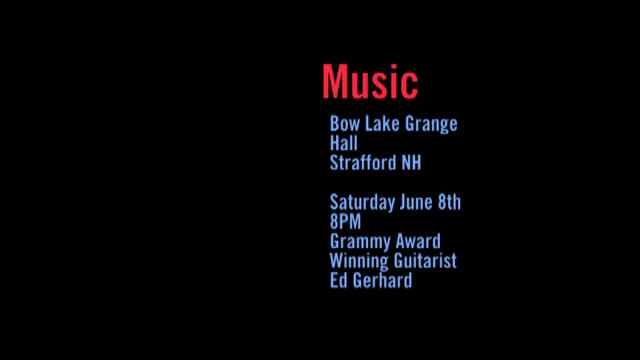 Music
Bow Lake Grange
Hall
Strafford NH
Saturday June 8th
8PM
Grammy Award
Winning Guitarist
Ed Gerhard